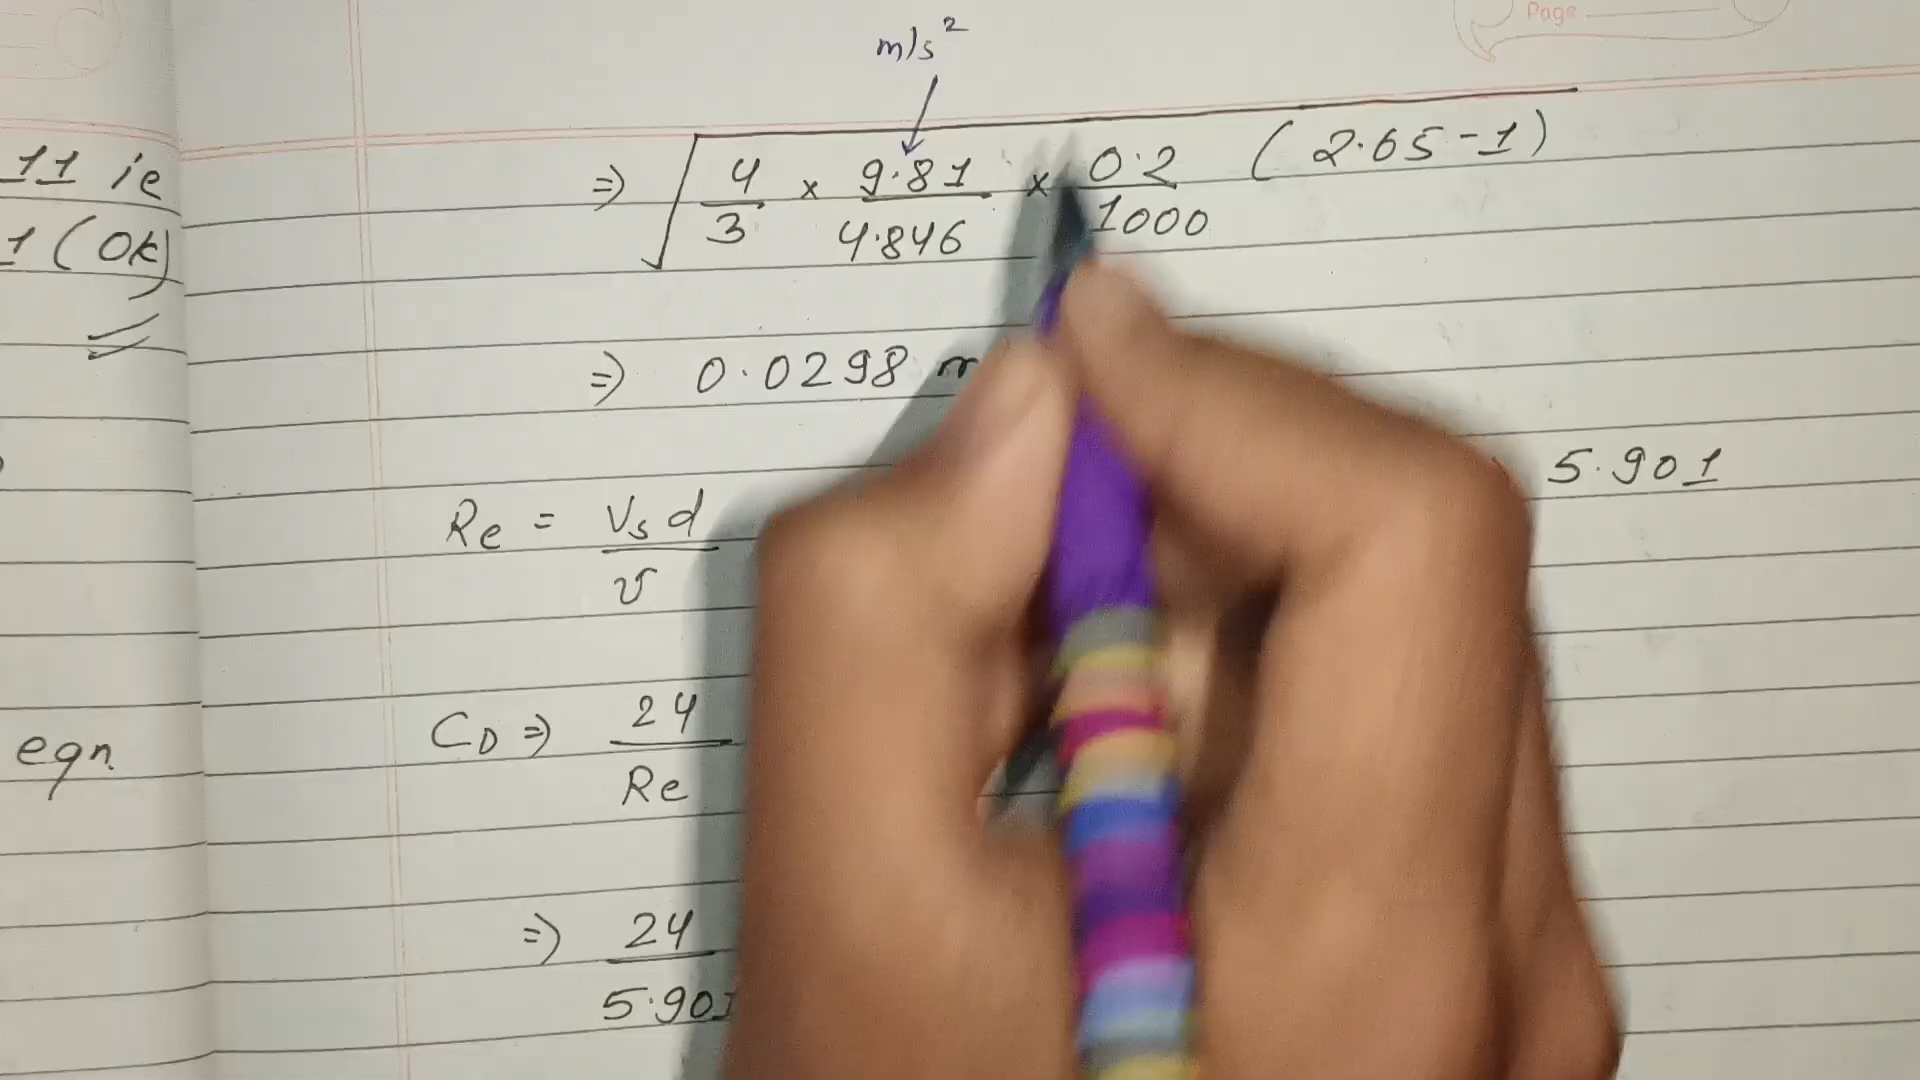 Page
m/s²
11 ie
⇒ √ 4/3 × 9.81/4.846 × 0.2/1000 (2.65-1)
1 (Ok)
⇒ 0.0298 m
5.901
Re = Vs d / υ
CD ⇒ 24 / Re
eqn
⇒ 24 / 5.901